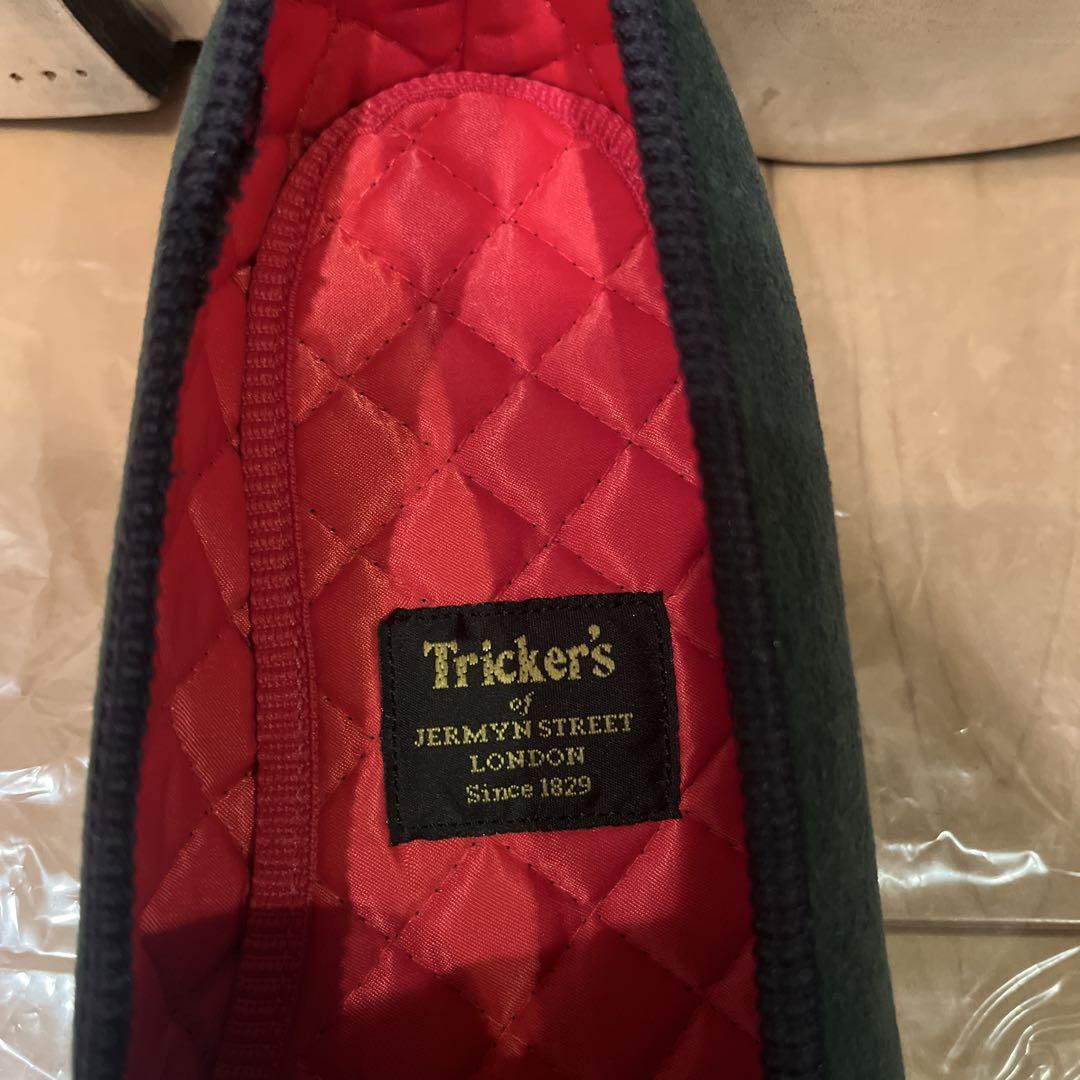 Tricker's
of
JERMYN STREET
LONDON
Since 1829